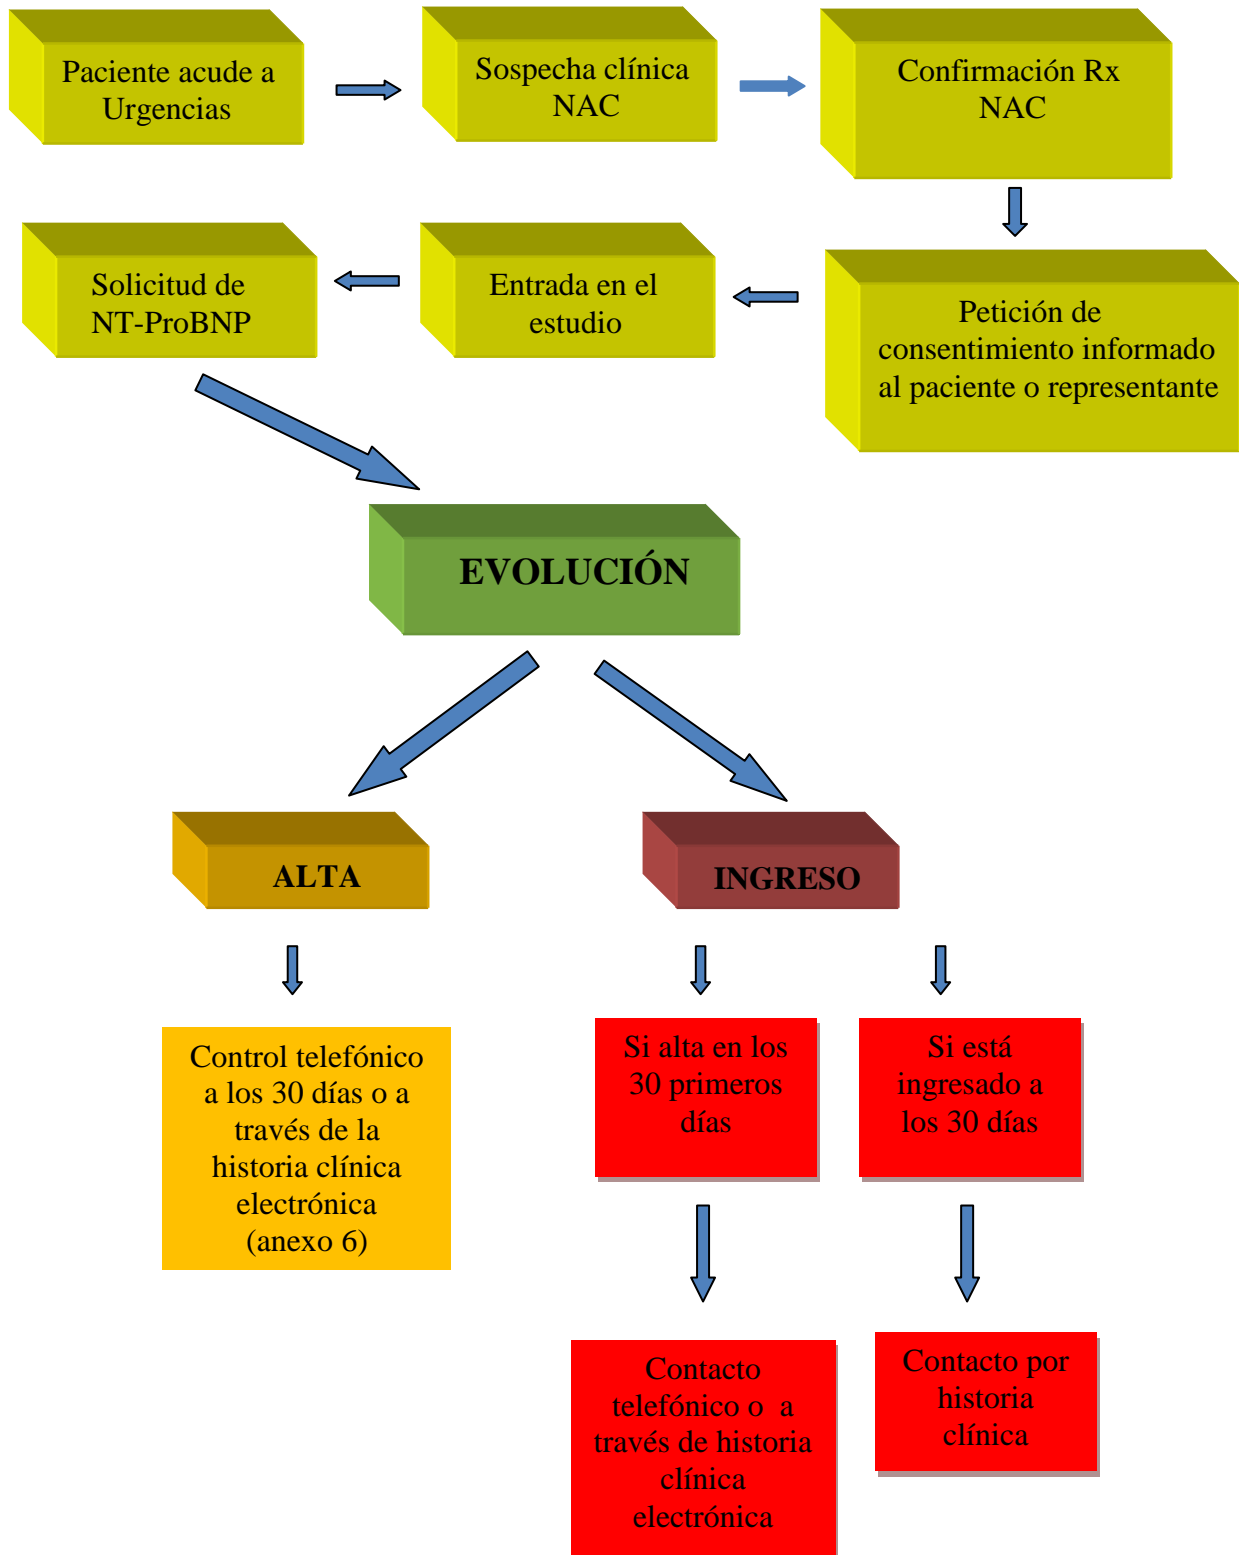 Paciente acude a
Urgencias
Sospecha clínica
NAC
Confirmación Rx
NAC
Petición de
consentimiento informado
al paciente o representante
Entrada en el
estudio
Solicitud de
NT-ProBNP
EVOLUCIÓN
ALTA
INGRESO
Control telefónico
a los 30 días o a
través de la
historia clínica
electrónica
(anexo 6)
Si alta en los
30 primeros
días
Si está
ingresado a
los 30 días
Contacto
telefónico o a
través de historia
clínica
electrónica
Contacto por
historia
clínica